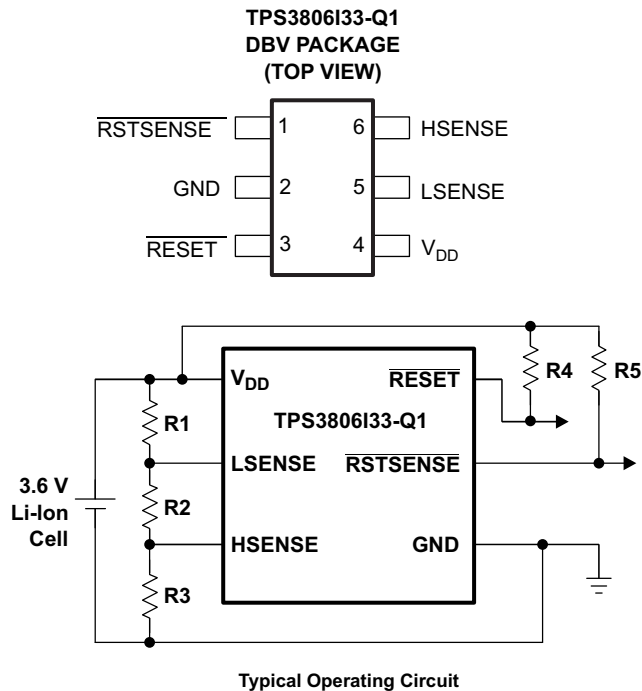 TPS3806I33-Q1
DBV PACKAGE
(TOP VIEW)
RSTSENSE 1 6 HSENSE
GND 2 5 LSENSE
RESET 3 4 VDD
VDD RESET R4 R5
R1 TPS3806I33-Q1
LSENSE RSTSENSE
3.6 V
Li-Ion
Cell
R2
HSENSE GND
R3
Typical Operating Circuit